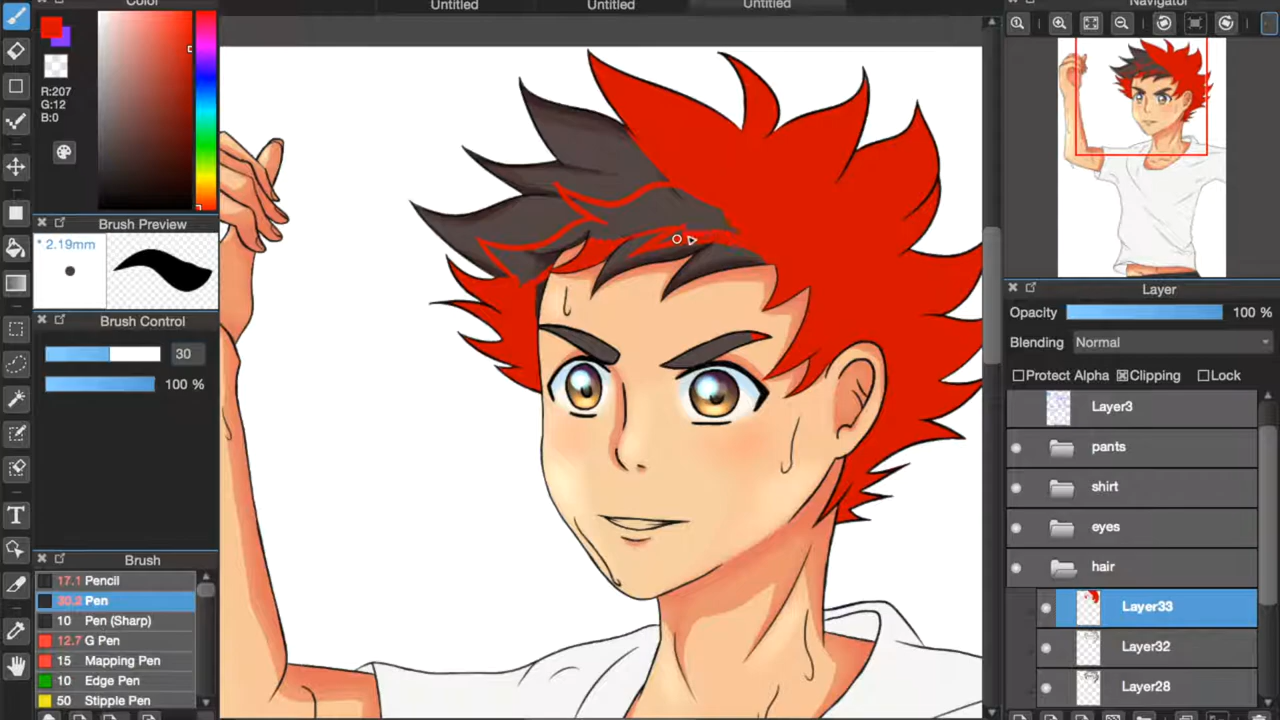 Color
Untitled
Untitled
Untitled
Navigator
R:207
G:12
B:0
Brush Preview
* 2.19mm
Brush Control
30
100 %
Brush
17.1 Pencil
30.2 Pen
10 Pen (Sharp)
12.7 G Pen
15 Mapping Pen
10 Edge Pen
50 Stipple Pen
Layer
Opacity 100 %
Blending Normal
Protect Alpha Clipping Lock
Layer3
pants
shirt
eyes
hair
Layer33
Layer32
Layer28